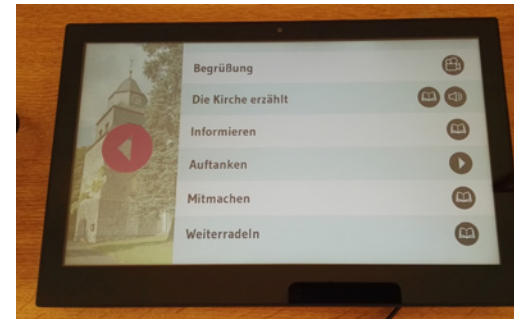 Begrüßung
Die Kirche erzählt
Informieren
Auftanken
Mitmachen
Weiterradeln